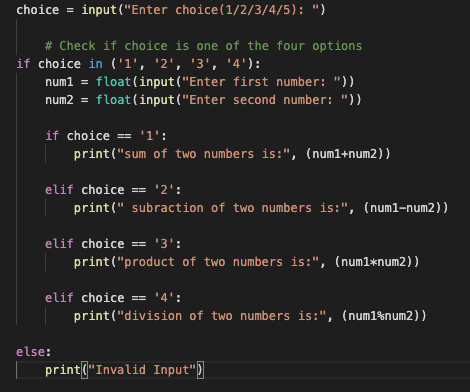 choice = input("Enter choice(1/2/3/4/5): ")
# Check if choice is one of the four options
if choice in ('1', '2', '3', '4'):
num1 = float(input("Enter first number: "))
num2 = float(input("Enter second number: "))
if choice == '1':
print("sum of two numbers is:", (num1+num2))
elif choice == '2':
print(" subraction of two numbers is:", (num1-num2))
elif choice == '3':
print("product of two numbers is:", (num1*num2))
elif choice == '4':
print("division of two numbers is:", (num1%num2))
else:
print("Invalid Input")